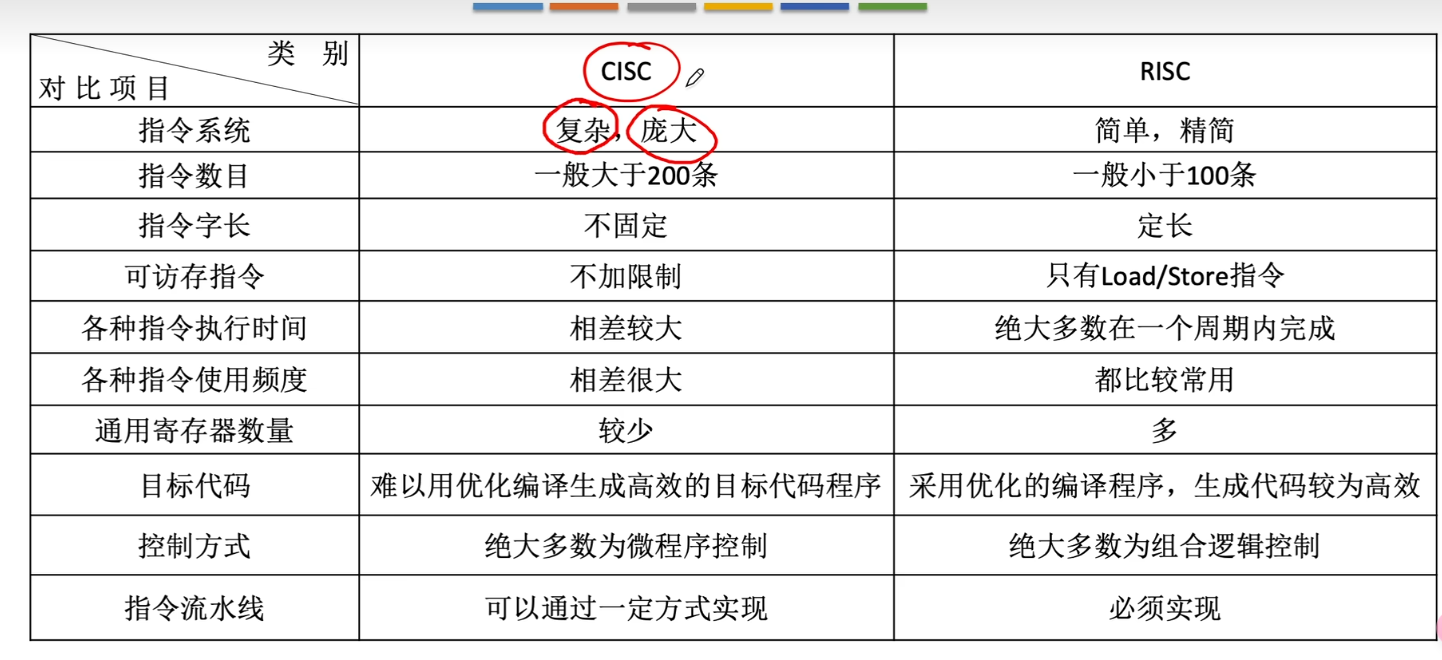 类 别
对比项目 CISC RISC
指令系统 复杂，庞大 简单，精简
指令数目 一般大于200条 一般小于100条
指令字长 不固定 定长
可访存指令 不加限制 只有Load/Store指令
各种指令执行时间 相差较大 绝大多数在一个周期内完成
各种指令使用频度 相差很大 都比较常用
通用寄存器数量 较少 多
目标代码 难以用优化编译生成高效的目标代码程序 采用优化的编译程序，生成代码较为高效
控制方式 绝大多数为微程序控制 绝大多数为组合逻辑控制
指令流水线 可以通过一定方式实现 必须实现